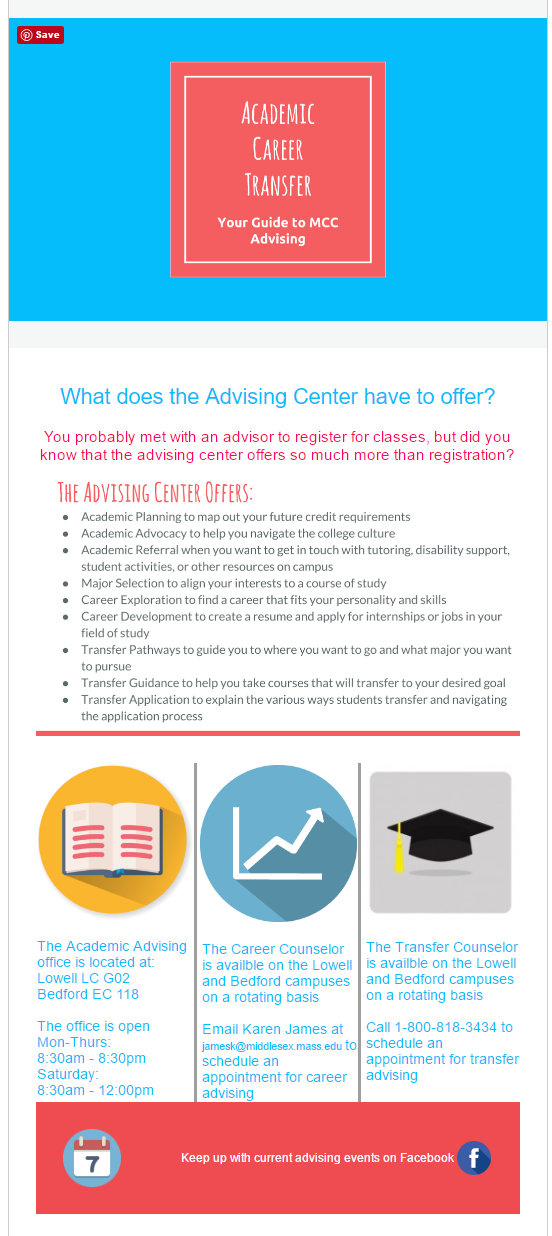 Save
ACADEMIC
CAREER
TRANSFER
Your Guide to MCC
Advising
What does the Advising Center have to offer?
You probably met with an advisor to register for classes, but did you
know that the advising center offers so much more than registration?
THE ADVISING CENTER OFFERS:
● Academic Planning to map out your future credit requirements
● Academic Advocacy to help you navigate the college culture
● Academic Referral when you want to get in touch with tutoring, disability support,
student activities, or other resources on campus
● Major Selection to align your interests to a course of study
● Career Exploration to find a career that fits your personality and skills
● Career Development to create a resume and apply for internships or jobs in your
field of study
● Transfer Pathways to guide you to where you want to go and what major you want
to pursue
● Transfer Guidance to help you take courses that will transfer to your desired goal
● Transfer Application to explain the various ways students transfer and navigating
the application process
The Academic Advising
office is located at:
Lowell LC G02
Bedford EC 118
The office is open
Mon-Thurs:
8:30am - 8:30pm
Saturday:
8:30am - 12:00pm
The Career Counselor
is availble on the Lowell
and Bedford campuses
on a rotating basis
Email Karen James at
jamesk@middlesex.mass.edu to
schedule an
appointment for career
advising
The Transfer Counselor
is availble on the Lowell
and Bedford campuses
on a rotating basis
Call 1-800-818-3434 to
schedule an
appointment for transfer
advising
7
Keep up with current advising events on Facebook
f